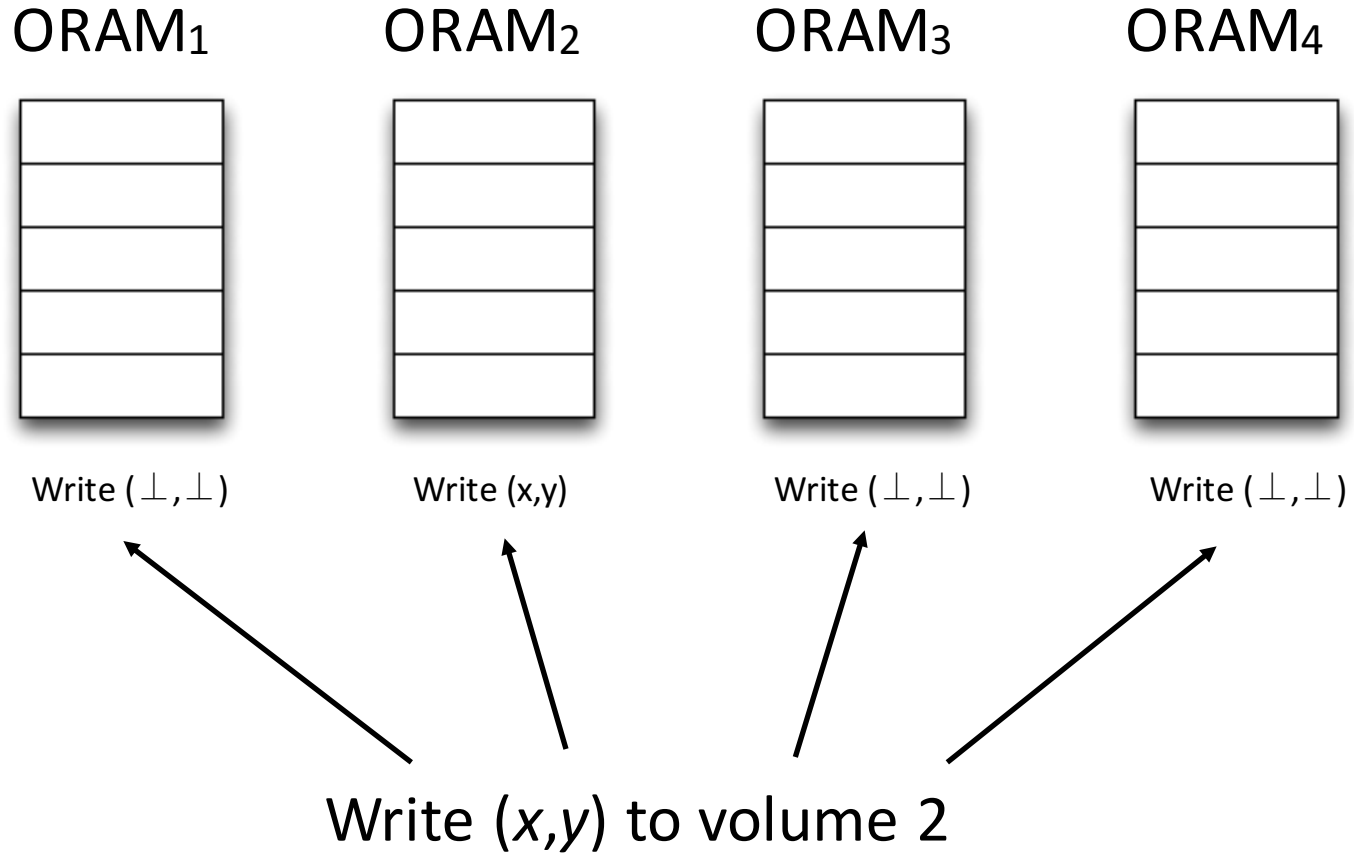 ORAM₁ ORAM₂ ORAM₃ ORAM₄
Write (⊥,⊥) Write (x,y) Write (⊥,⊥) Write (⊥,⊥)
Write (x,y) to volume 2